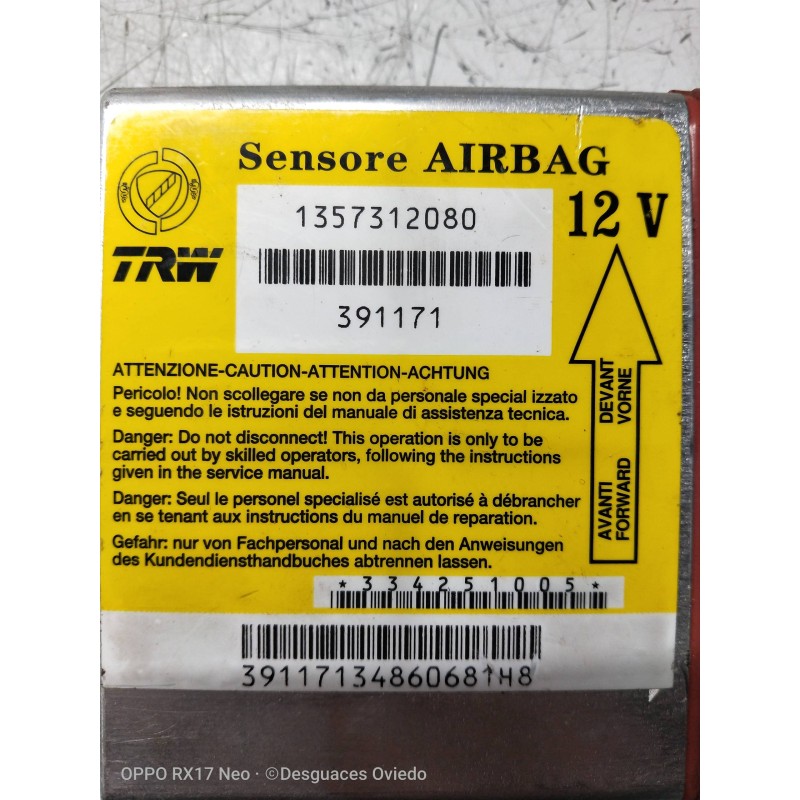 Sensore AIRBAG
1357312080
12 V
TRW
391171
ATTENZIONE-CAUTION-ATTENTION-ACHTUNG
Pericolo! Non scollegare se non da personale special izzato
e seguendo le istruzioni del manuale di assistenza tecnica.
Danger: Do not disconnect! This operation is only to be
carried out by skilled operators, following the instructions
given in the service manual.
Danger: Seul le personel specialisé est autorisé à débrancher
en se tenant aux instructions du manuel de reparation.
Gefahr: nur von Fachpersonal und nach den Anweisungen
des Kundendiensthandbuches abtrennen lassen.
AVANTI DEVANT
FORWARD VORNE
*334251005*
39117134860681H8
OPPO RX17 Neo · ©Desguaces Oviedo